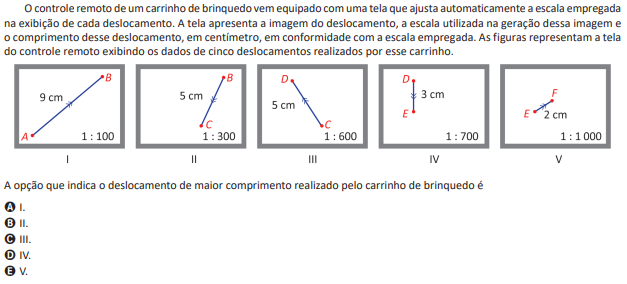 O controle remoto de um carrinho de brinquedo vem equipado com uma tela que ajusta automaticamente a escala empregada
na exibição de cada deslocamento. A tela apresenta a imagem do deslocamento, a escala utilizada na geração dessa imagem e
o comprimento desse deslocamento, em centímetro, em conformidade com a escala empregada. As figuras representam a tela
do controle remoto exibindo os dados de cinco deslocamentos realizados por esse carrinho.
9 cm
B
A
1 : 100
I
B
5 cm
C
1 : 300
II
D
5 cm
C
1 : 600
III
D
3 cm
E
1 : 700
IV
F
E
2 cm
1 : 1 000
V
A opção que indica o deslocamento de maior comprimento realizado pelo carrinho de brinquedo é
A I.
B II.
C III.
D IV.
E V.